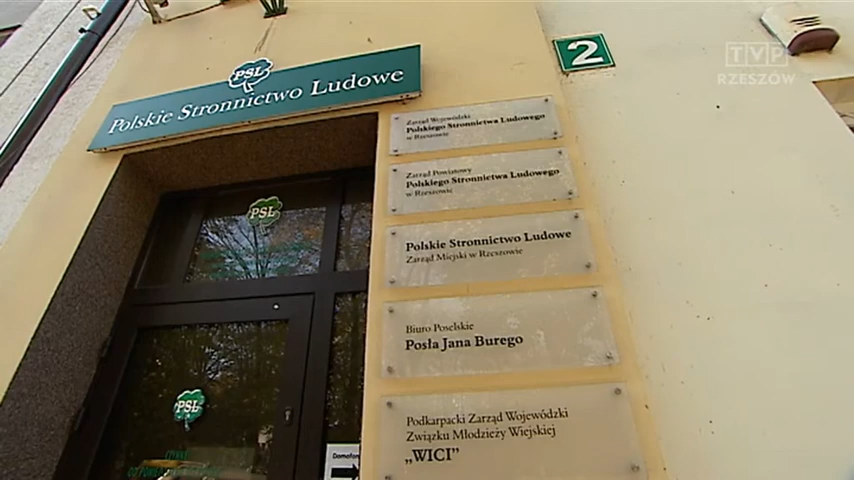 TVP
RZESZÓW
2
PSL
Polskie Stronnictwo Ludowe
Zarząd Wojewódzki
Polskiego Stronnictwa Ludowego
w Rzeszowie
Zarząd Powiatowy
Polskiego Stronnictwa Ludowego
w Rzeszowie
Polskie Stronnictwo Ludowe
Zarząd Miejski w Rzeszowie
Biuro Poselskie
Posła Jana Burego
Podkarpacki Zarząd Wojewódzki
Związku Młodzieży Wiejskiej
„WICI”
PSL
PSL
Domofon